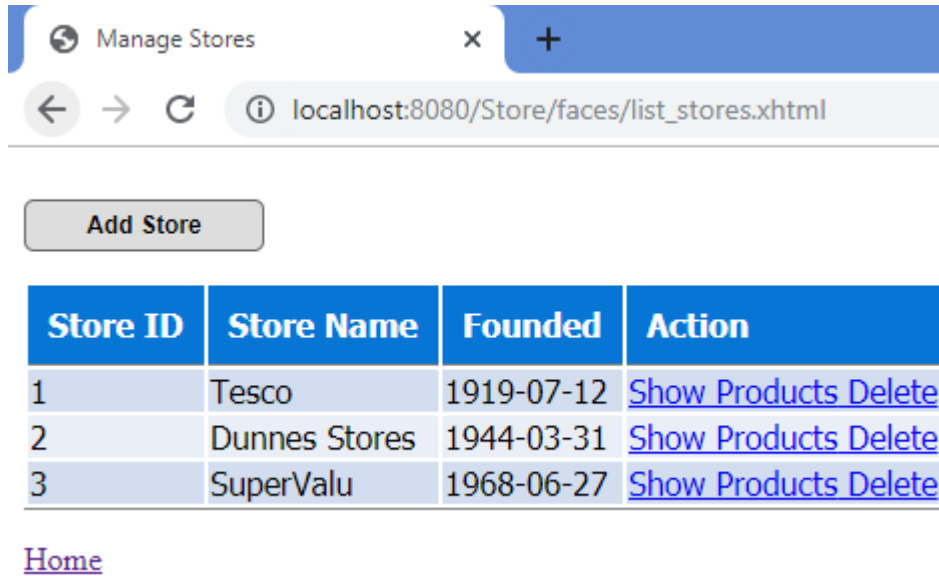 Manage Stores
localhost:8080/Store/faces/list_stores.xhtml
Add Store
Store ID Store Name Founded Action
1 Tesco 1919-07-12 Show Products Delete
2 Dunnes Stores 1944-03-31 Show Products Delete
3 SuperValu 1968-06-27 Show Products Delete
Home